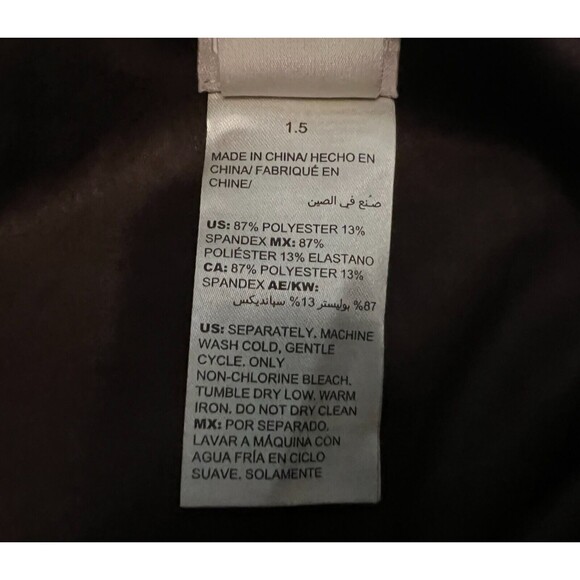 1.5
MADE IN CHINA/ HECHO EN
CHINA/ FABRIQUÉ EN
CHINE/
صنع في الصين
US: 87% POLYESTER 13%
SPANDEX MX: 87%
POLIÉSTER 13% ELASTANO
CA: 87% POLYESTER 13%
SPANDEX AE/KW:
87% بوليستر 13% سبانديكس
US: SEPARATELY. MACHINE
WASH COLD, GENTLE
CYCLE. ONLY
NON-CHLORINE BLEACH.
TUMBLE DRY LOW. WARM
IRON. DO NOT DRY CLEAN
MX: POR SEPARADO.
LAVAR A MÁQUINA CON
AGUA FRÍA EN CICLO
SUAVE. SOLAMENTE